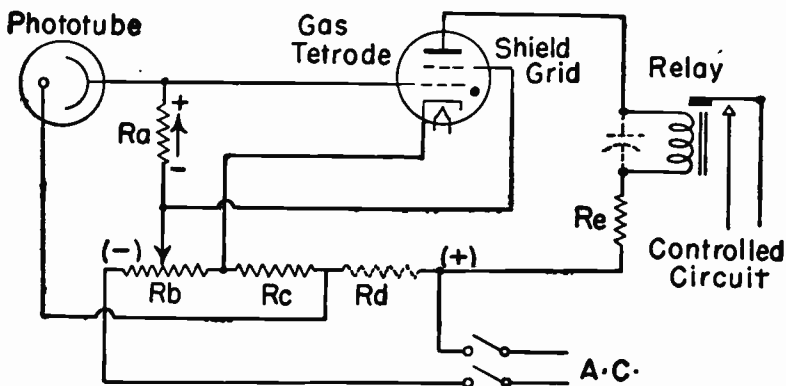 Phototube
Gas
Tetrode
Shield
Grid
Relay
+
Ra
-
Re
(-)
(+)
Rb
Rc
Rd
Controlled
Circuit
A.C.